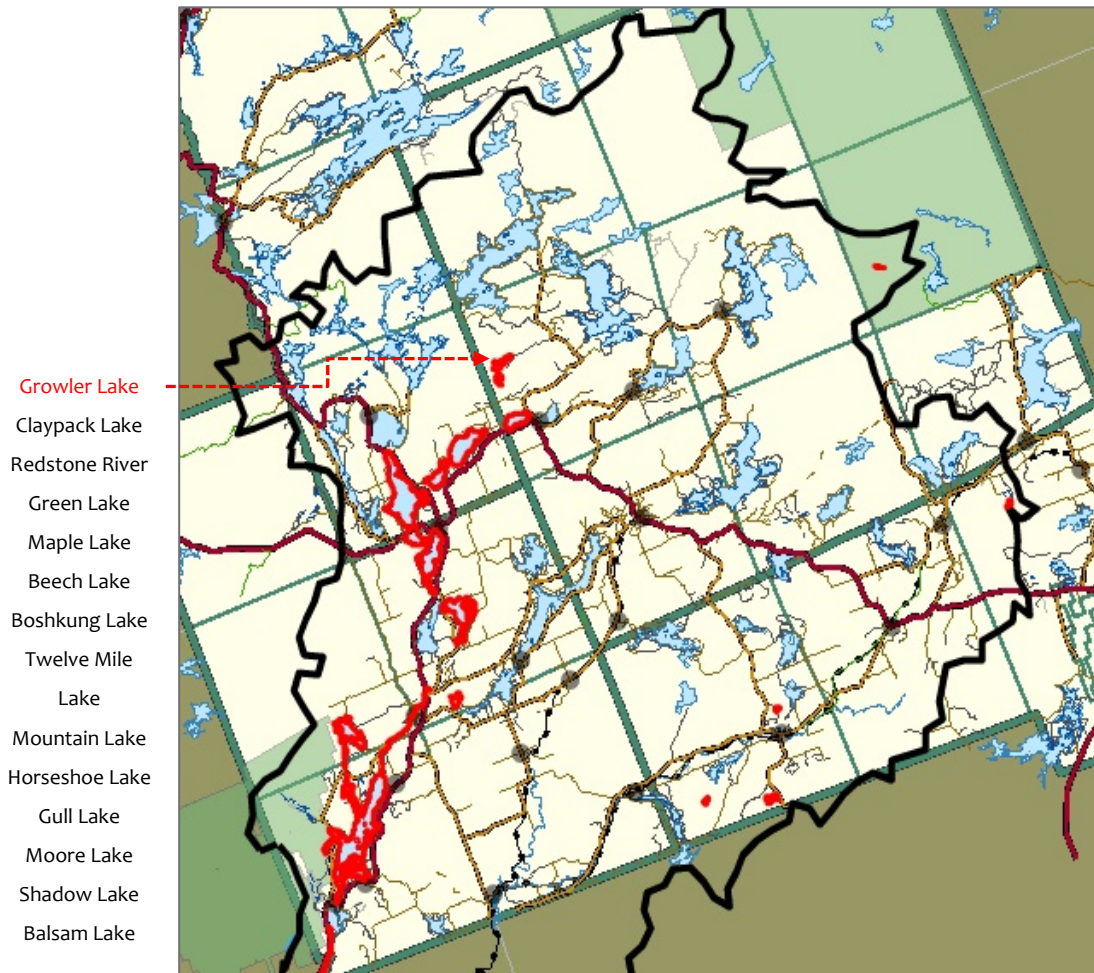 Growler Lake
Claypack Lake
Redstone River
Green Lake
Maple Lake
Beech Lake
Boshkung Lake
Twelve Mile
Lake
Mountain Lake
Horseshoe Lake
Gull Lake
Moore Lake
Shadow Lake
Balsam Lake